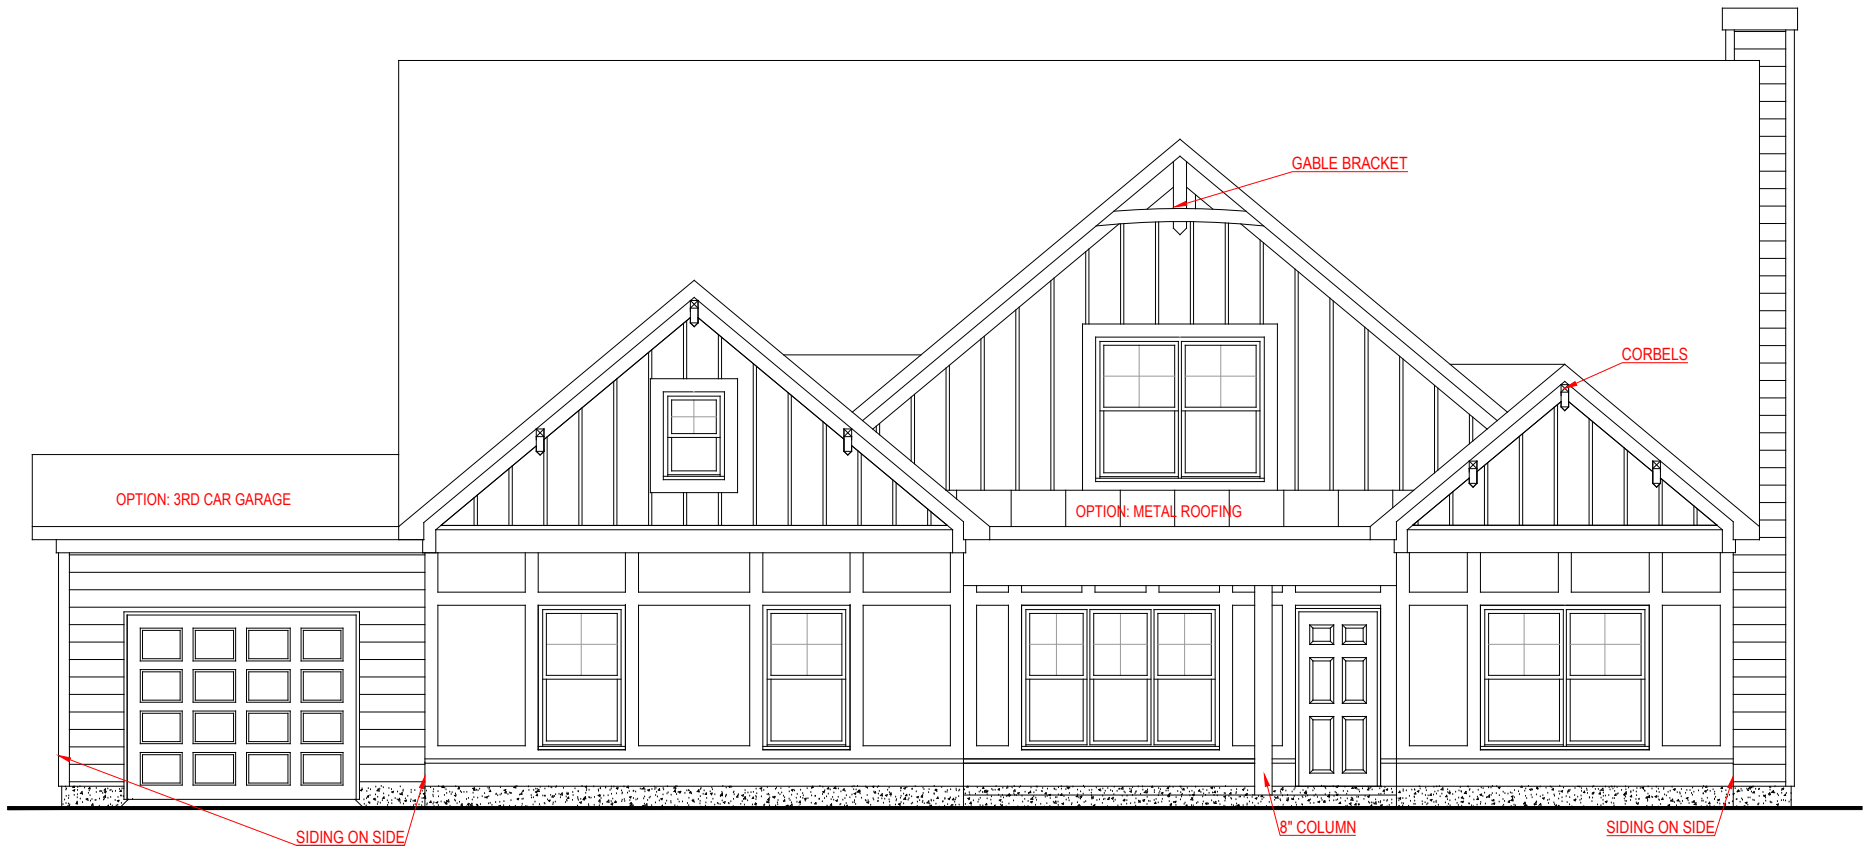 GABLE BRACKET
CORBELS
OPTION: 3RD CAR GARAGE
OPTION: METAL ROOFING
SIDING ON SIDE
8" COLUMN
SIDING ON SIDE